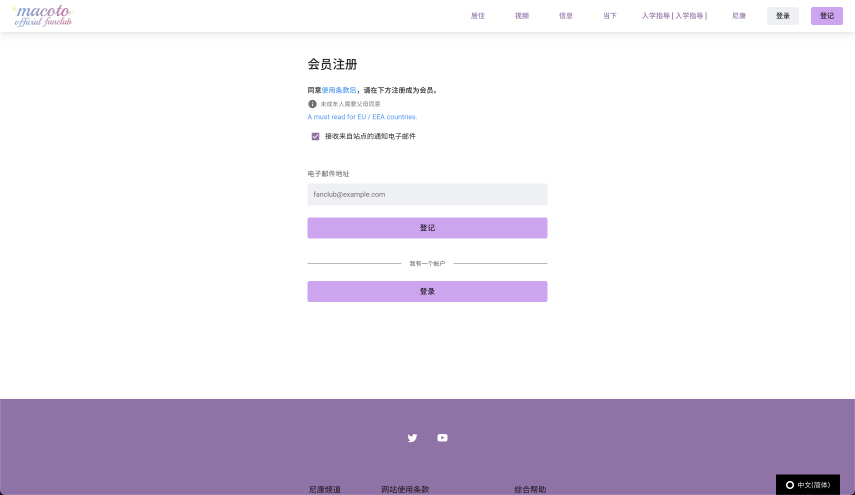 macoto
official fanclub
居住 视频 信息 当下 入学指导 [ 入学指导 ] 尼康 登录 登记
会员注册
同意使用条款后，请在下方注册成为会员。
未成年人需要父母同意
A must read for EU / EEA countries.
接收来自站点的通知电子邮件
电子邮件地址
fanclub@example.com
登记
我有一个帐户
登录
尼康频道 网站使用条款 综合帮助
中文(简体)